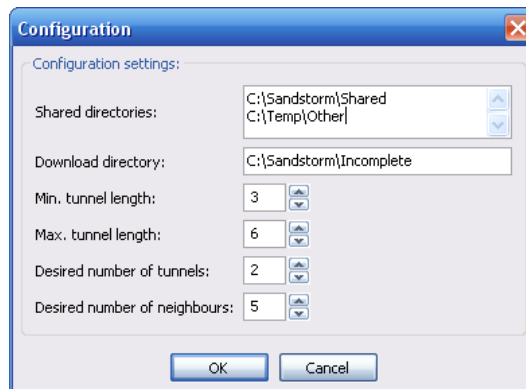 Configuration
Configuration settings:
Shared directories:
C:\Sandstorm\Shared
C:\Temp\Other
Download directory:
C:\Sandstorm\Incomplete
Min. tunnel length:
3
Max. tunnel length:
6
Desired number of tunnels:
2
Desired number of neighbours:
5
OK
Cancel